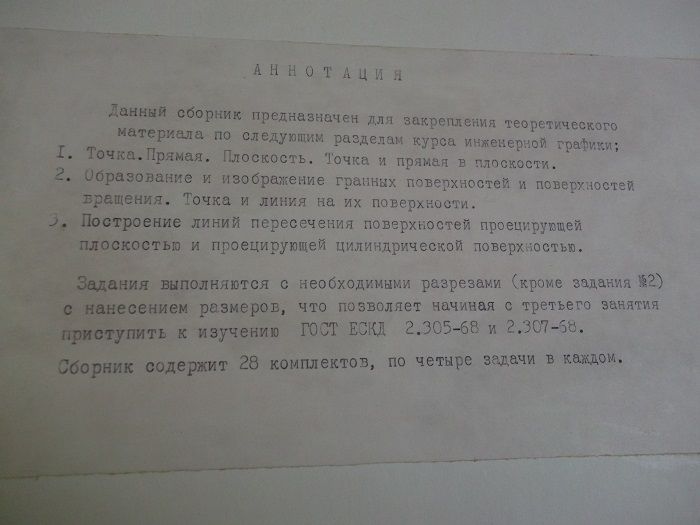 АННОТАЦИЯ
Данный сборник предназначен для закрепления теоретического
материала по следующим разделам курса инженерной графики;
I. Точка.Прямая. Плоскость. Точка и прямая в плоскости.
2. Образование и изображение гранных поверхностей и поверхностей
вращения. Точка и линия на их поверхности.
3. Построение линий пересечения поверхностей проецирующей
плоскостью и проецирующей цилиндрической поверхностью.
Задания выполняются с необходимыми разрезами (кроме задания №2)
с нанесением размеров, что позволяет начиная с третьего занятия
приступить к изучению ГОСТ ЕСКД 2.305-68 и 2.307-68.
Сборник содержит 28 комплектов, по четыре задачи в каждом.